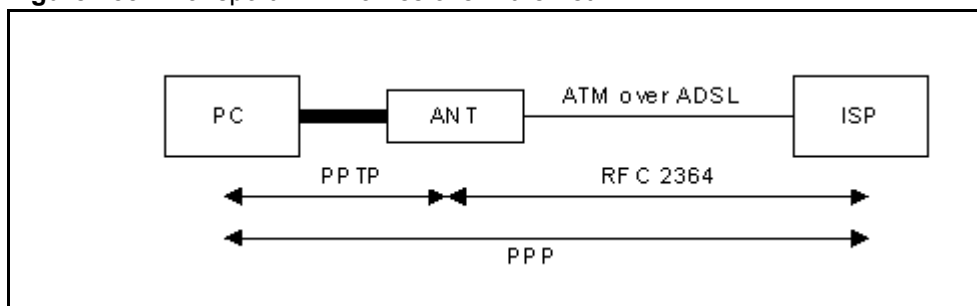 PC
ANT
ATM over ADSL
ISP
PPTP
RFC 2364
PPP